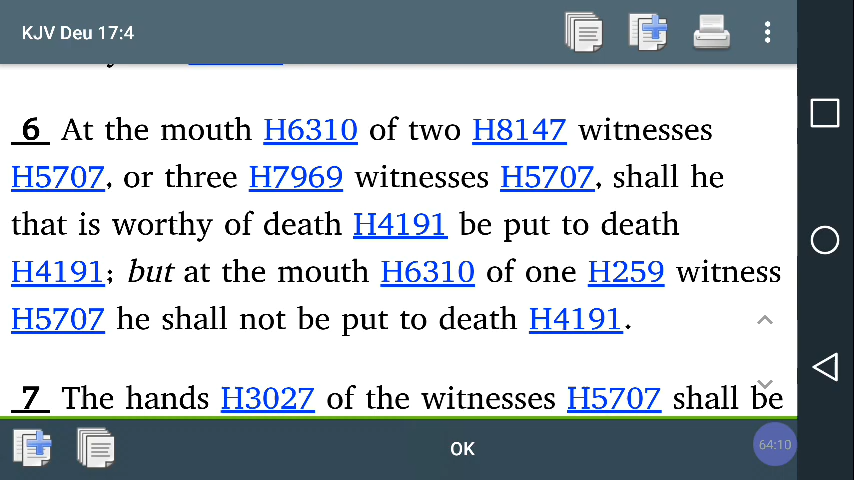 KJV Deu 17:4
6 At the mouth H6310 of two H8147 witnesses
H5707, or three H7969 witnesses H5707, shall he
that is worthy of death H4191 be put to death
H4191; but at the mouth H6310 of one H259 witness
H5707 he shall not be put to death H4191.
7 The hands H3027 of the witnesses H5707 shall be
OK
64:10